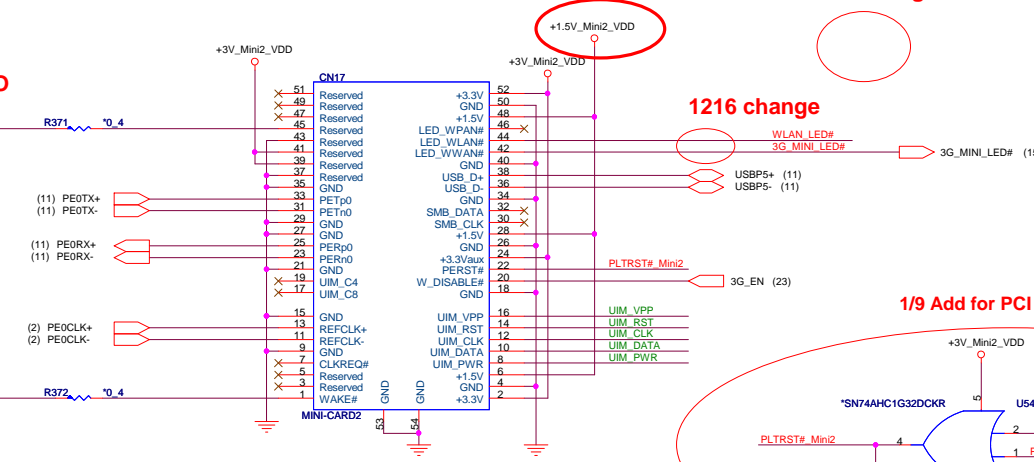 +1.5V_Mini2_VDD
+3V_Mini2_VDD
+3V_Mini2_VDD
CN17
1216 change
R371 *0_4
51 Reserved +3.3V 52
49 Reserved GND 50
47 Reserved +1.5V 48
45 Reserved LED_WPAN# 46
43 Reserved LED_WLAN# 44 WLAN_LED#
41 Reserved LED_WWAN# 42 3G_MINI_LED# 3G_MINI_LED#
39 Reserved GND 40
37 Reserved USB_D+ 38 USBP5+ (11)
35 GND USB_D- 36 USBP5- (11)
(11) PE0TX+ 33 PETp0 GND 34
(11) PE0TX- 31 PETn0 SMB_DATA 32
29 GND SMB_CLK 30
27 GND +1.5V 28
(11) PE0RX+ 25 PERp0 GND 26
(11) PE0RX- 23 PERn0 +3.3Vaux 24
21 GND PERST# 22 PLTRST#_Mini2
19 UIM_C4 W_DISABLE# 20 3G_EN (23)
17 UIM_C8 GND 18
15 GND UIM_VPP 16 UIM_VPP
(2) PE0CLK+ 13 REFCLK+ UIM_RST 14 UIM_RST
(2) PE0CLK- 11 REFCLK- UIM_CLK 12 UIM_CLK
9 GND UIM_DATA 10 UIM_DATA
7 CLKREQ# UIM_PWR 8 UIM_PWR
5 Reserved +1.5V 6
3 Reserved GND 4
R372 *0_4 1 WAKE# +3.3V 2
GND GND
MINI-CARD2
53 54
1/9 Add for PCI
+3V_Mini2_VDD
*SN74AHC1G32DCKR U54
5
PLTRST#_Mini2 4 2
1